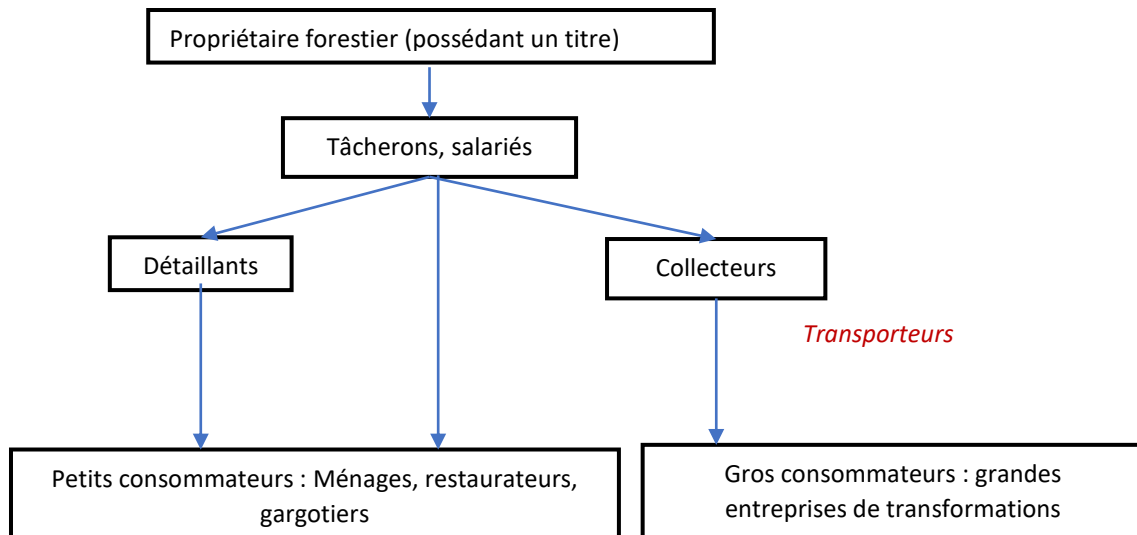 Propriétaire forestier (possédant un titre)
Tâcherons, salariés
Détaillants
Collecteurs
Transporteurs
Petits consommateurs : Ménages, restaurateurs,
gargotiers
Gros consommateurs : grandes
entreprises de transformations